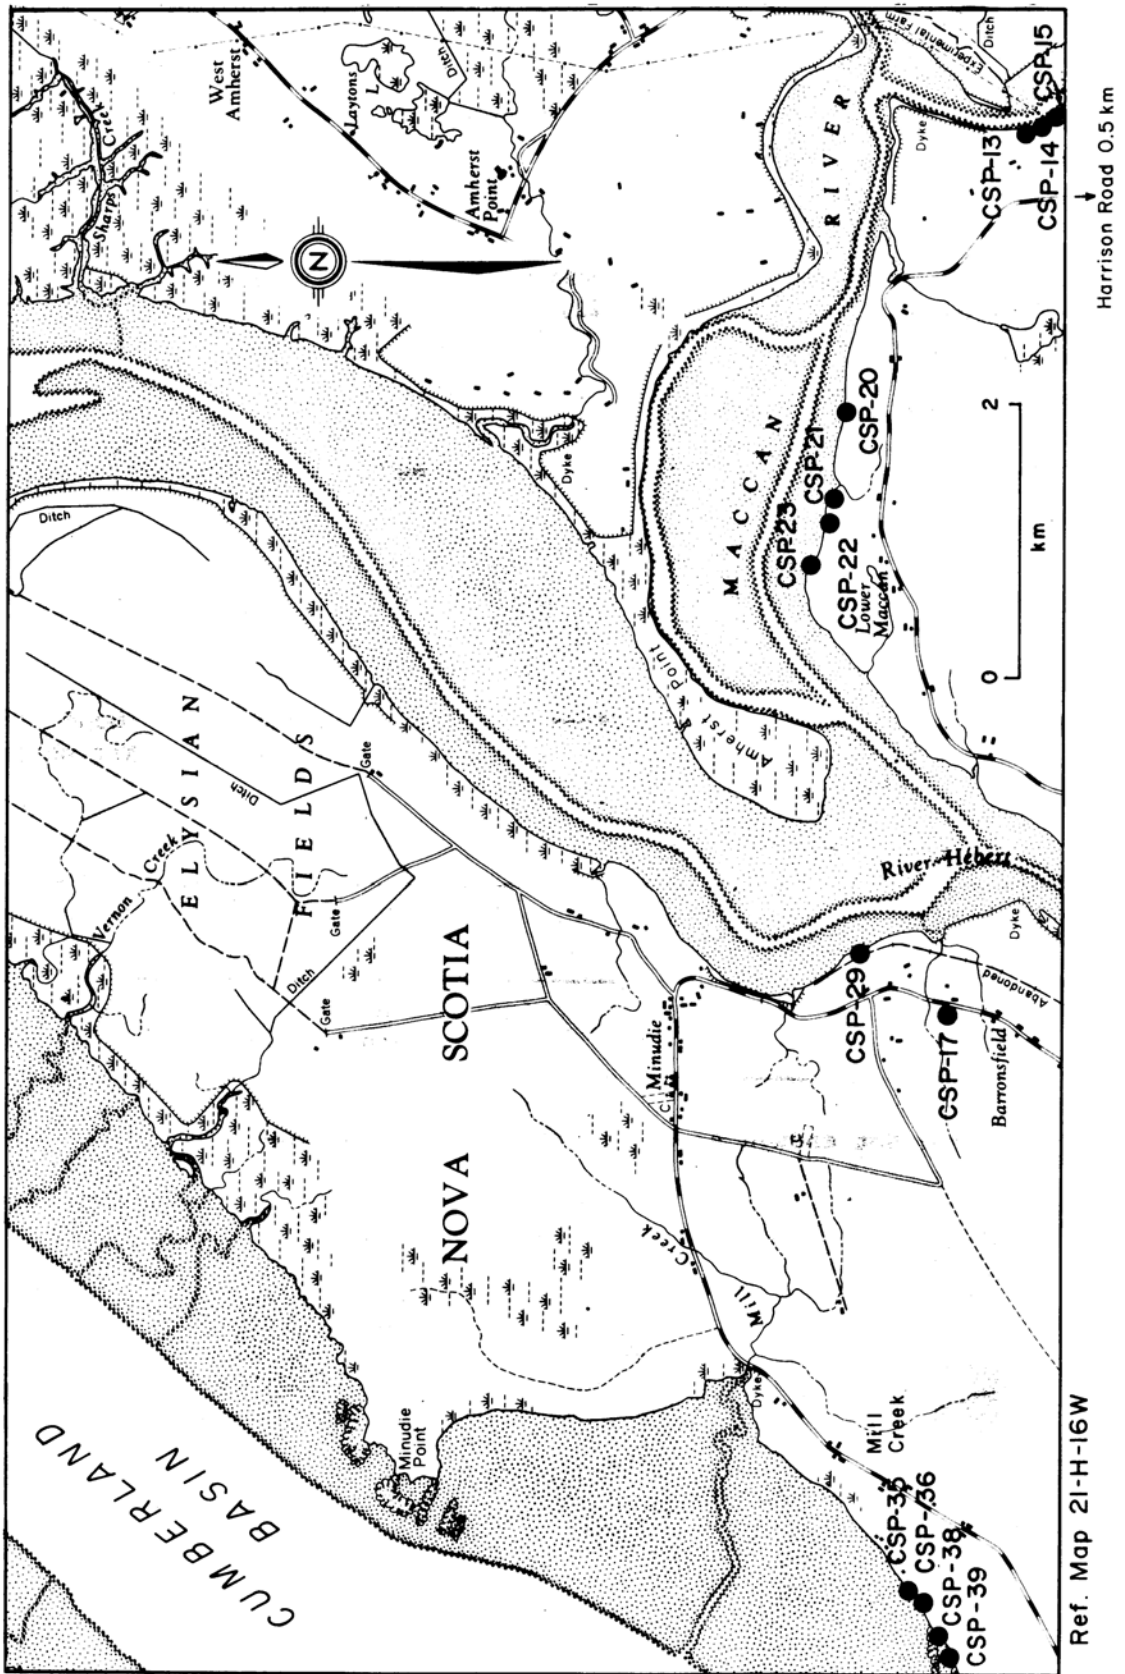 CUMBERLAND
BASIN
Minudie
Point
NOVA
SCOTIA
Vernon
Creek
ELYSIAN
FIELDS
Ditch
Ditch
Ditch
Gate
Gate
Gate
Sharps
Creek
West
Amherst
Laytons
L
Ditch
Amherst
Point
N
Dyke
Amherst Point
MACCAN
RIVER
Dyke
Experimental Farm
Ditch
CSP-13
CSP-14
CSP-15
Harrison Road 0.5 km
CSP-20
CSP-21
CSP-22
CSP-23
Lower
Maccan
0
2
km
River Hebert
Dyke
Abandoned
CSP-29
CSP-17
Barronsfield
Minudie
C
Mill
Creek
Dyke
Mill
Creek
CSP-35
CSP-36
CSP-38
CSP-39
Ref. Map 21-H-16W